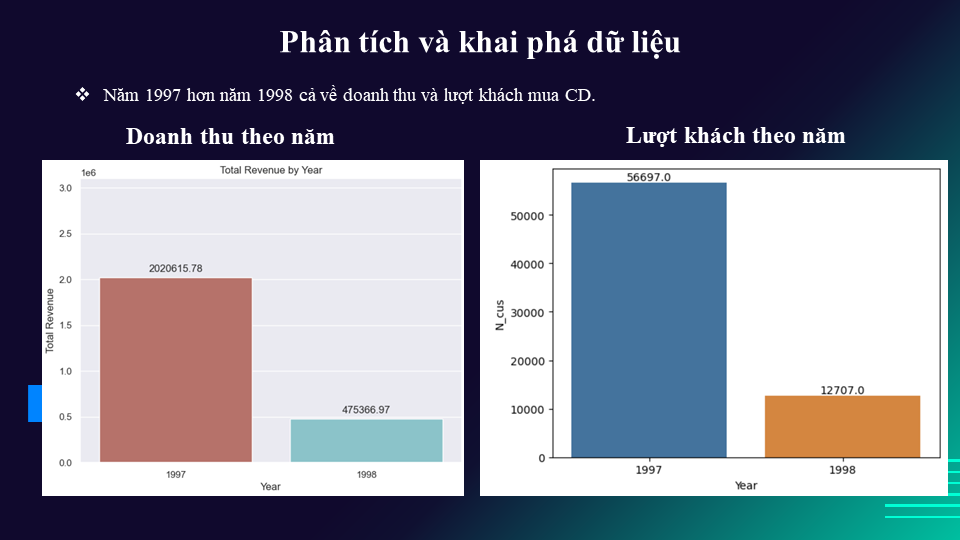 Phân tích và khai phá dữ liệu
❖ Năm 1997 hơn năm 1998 cả về doanh thu và lượt khách mua CD.
Doanh thu theo năm
Lượt khách theo năm
Total Revenue by Year
1e6
3.0
2.5
2.0
1.5
1.0
0.5
0.0
Total Revenue
2020615.78
475366.97
1997
1998
Year
50000
40000
30000
20000
10000
0
N_cus
56697.0
12707.0
1997
1998
Year